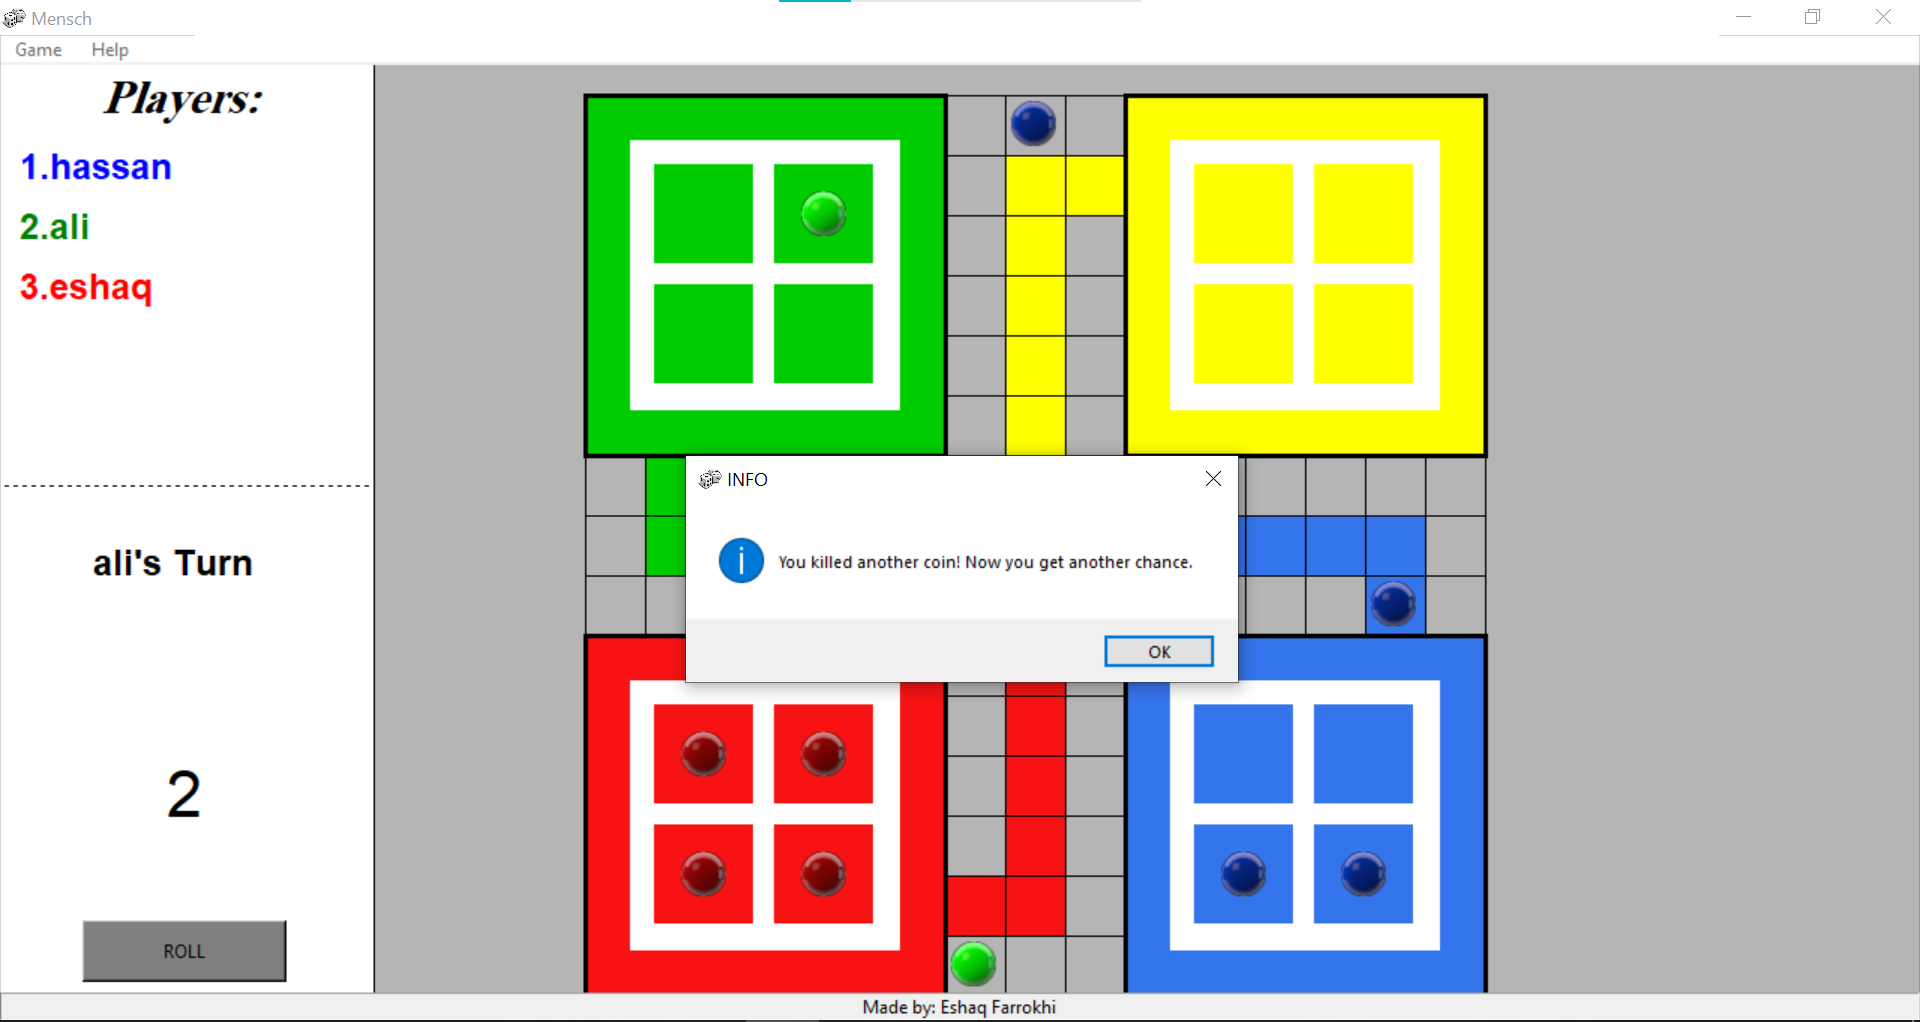 Mensch
Game Help
Players:
1.hassan
2.ali
3.eshaq
ali's Turn
2
ROLL
INFO
You killed another coin! Now you get another chance.
OK
Made by: Eshaq Farrokhi